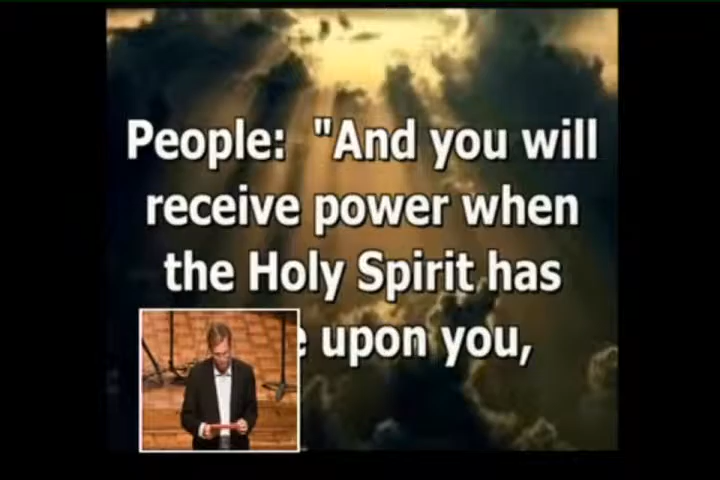 People: "And you will
receive power when
the Holy Spirit has
e upon you,